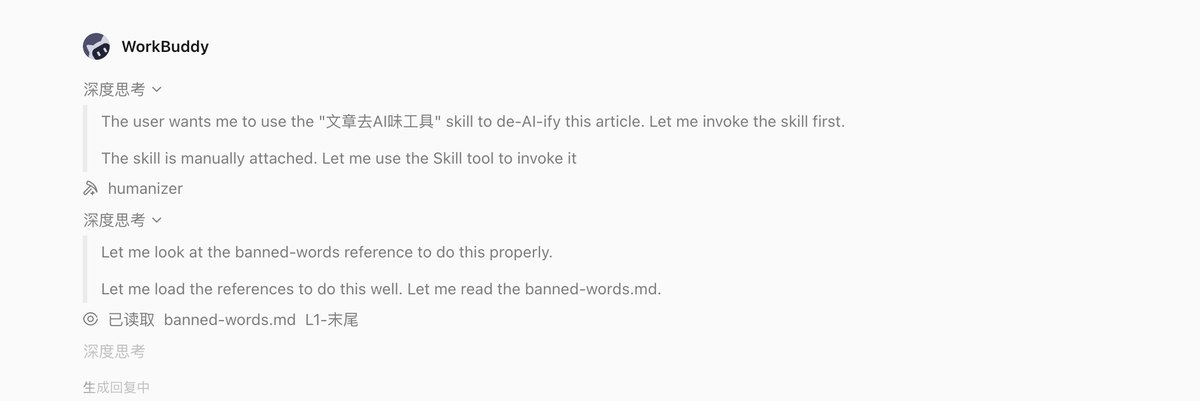 WorkBuddy
深度思考
The user wants me to use the "文章去AI味工具" skill to de-AI-ify this article. Let me invoke the skill first.
The skill is manually attached. Let me use the Skill tool to invoke it
humanizer
深度思考
Let me look at the banned-words reference to do this properly.
Let me load the references to do this well. Let me read the banned-words.md.
已读取 banned-words.md L1-末尾
深度思考
生成回复中